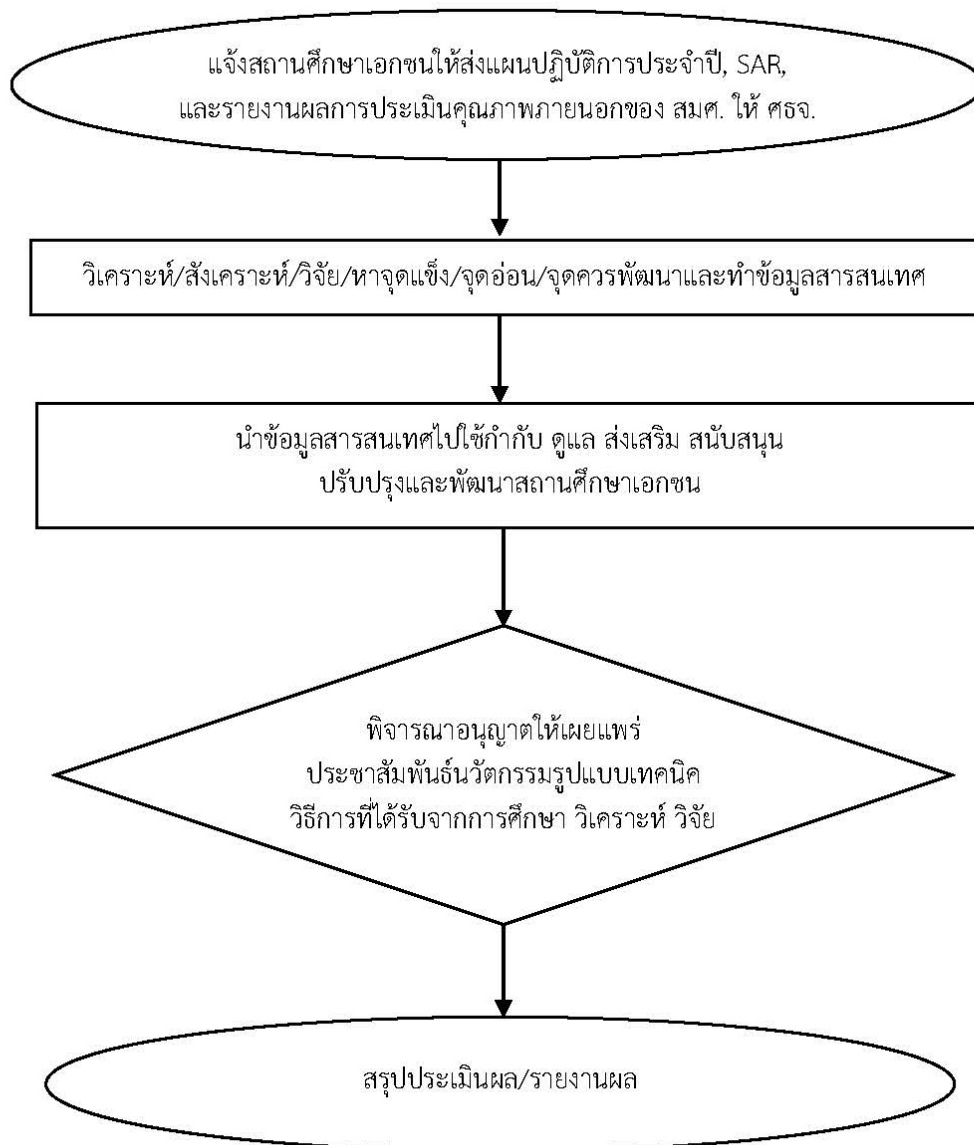 แจ้งสถานศึกษาเอกชนให้ส่งแผนปฏิบัติการประจำปี, SAR,
และรายงานผลการประเมินคุณภาพภายนอกของ สมศ. ให้ ศธจ.
วิเคราะห์/สังเคราะห์/วิจัย/หาจุดแข็ง/จุดอ่อน/จุดควรพัฒนาและทำข้อมูลสารสนเทศ
นำข้อมูลสารสนเทศไปใช้กำกับ ดูแล ส่งเสริม สนับสนุน
ปรับปรุงและพัฒนาสถานศึกษาเอกชน
พิจารณาอนุญาตให้เผยแพร่
ประชาสัมพันธ์นวัตกรรมรูปแบบเทคนิค
วิธีการที่ได้รับจากการศึกษา วิเคราะห์ วิจัย
สรุปประเมินผล/รายงานผล